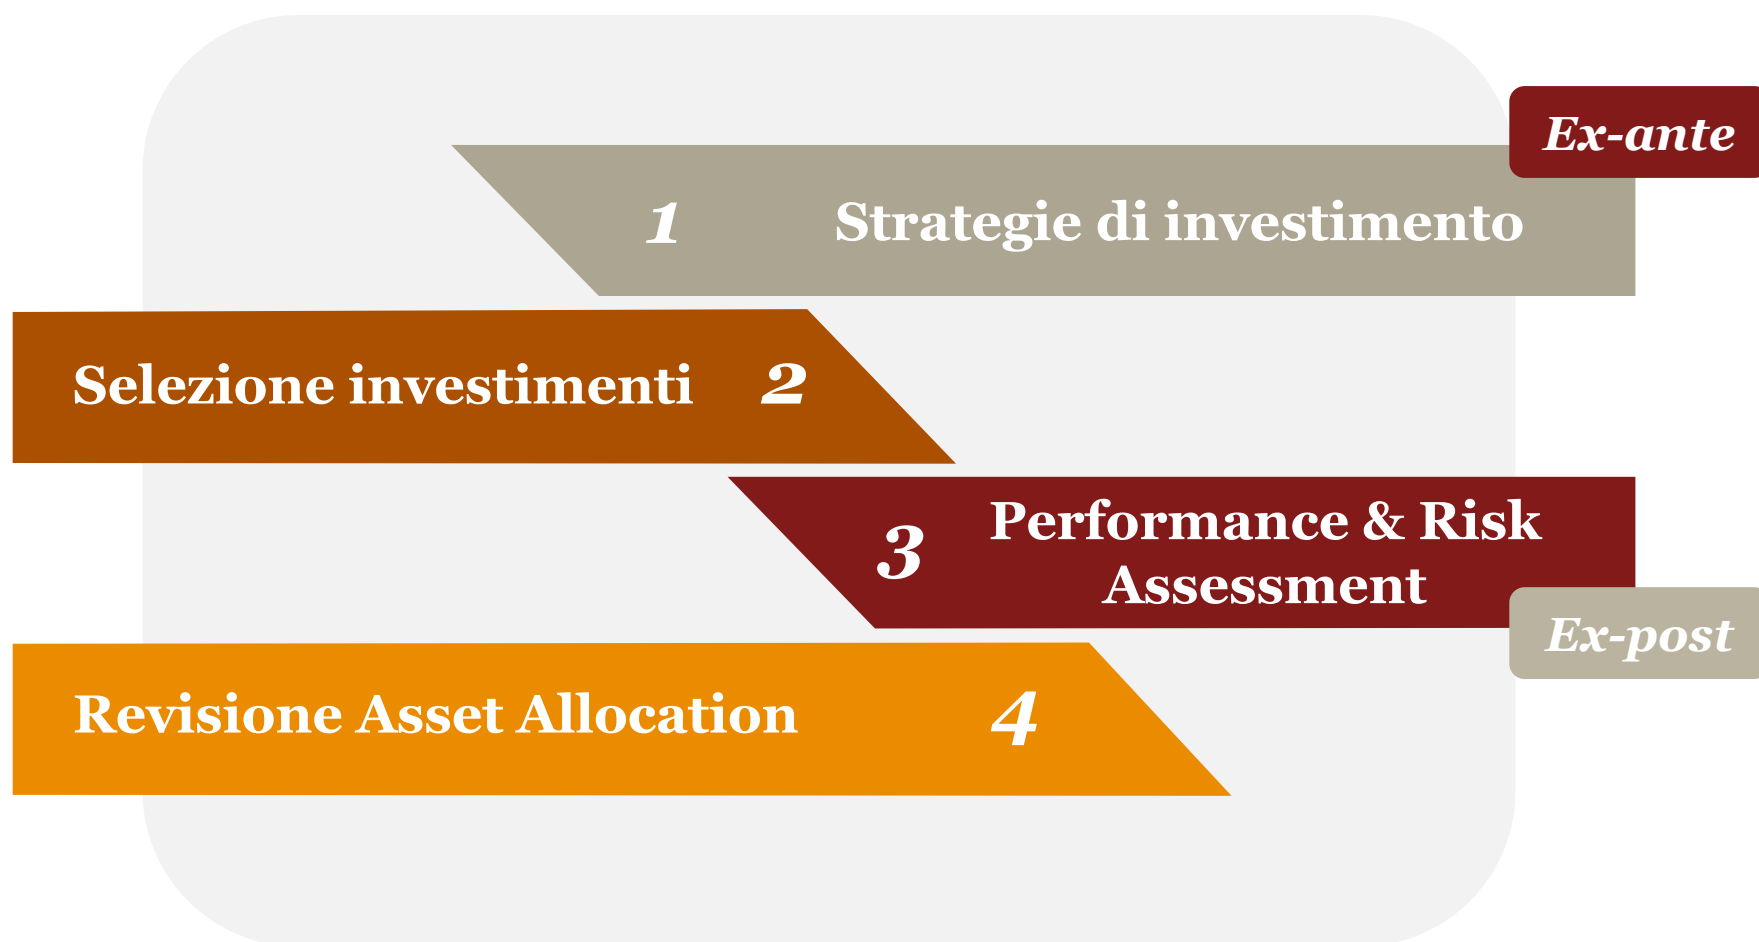 Ex-ante
1 Strategie di investimento
Selezione investimenti 2
3 Performance & Risk
Assessment
Ex-post
Revisione Asset Allocation 4